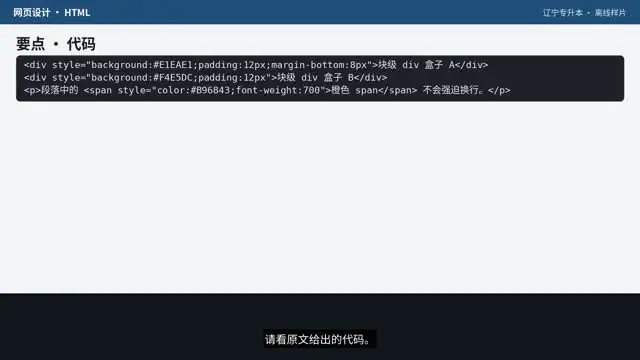 网页设计 • HTML
辽宁专升本 • 离线样片
要点 • 代码
<div style="background:#E1EAE1;padding:12px;margin-bottom:8px">块级 div 盒子 A</div>
<div style="background:#F4E5DC;padding:12px">块级 div 盒子 B</div>
<p>段落中的 <span style="color:#B96843;font-weight:700">橙色 span</span> 不会强迫换行。</p>
请看原文给出的代码。